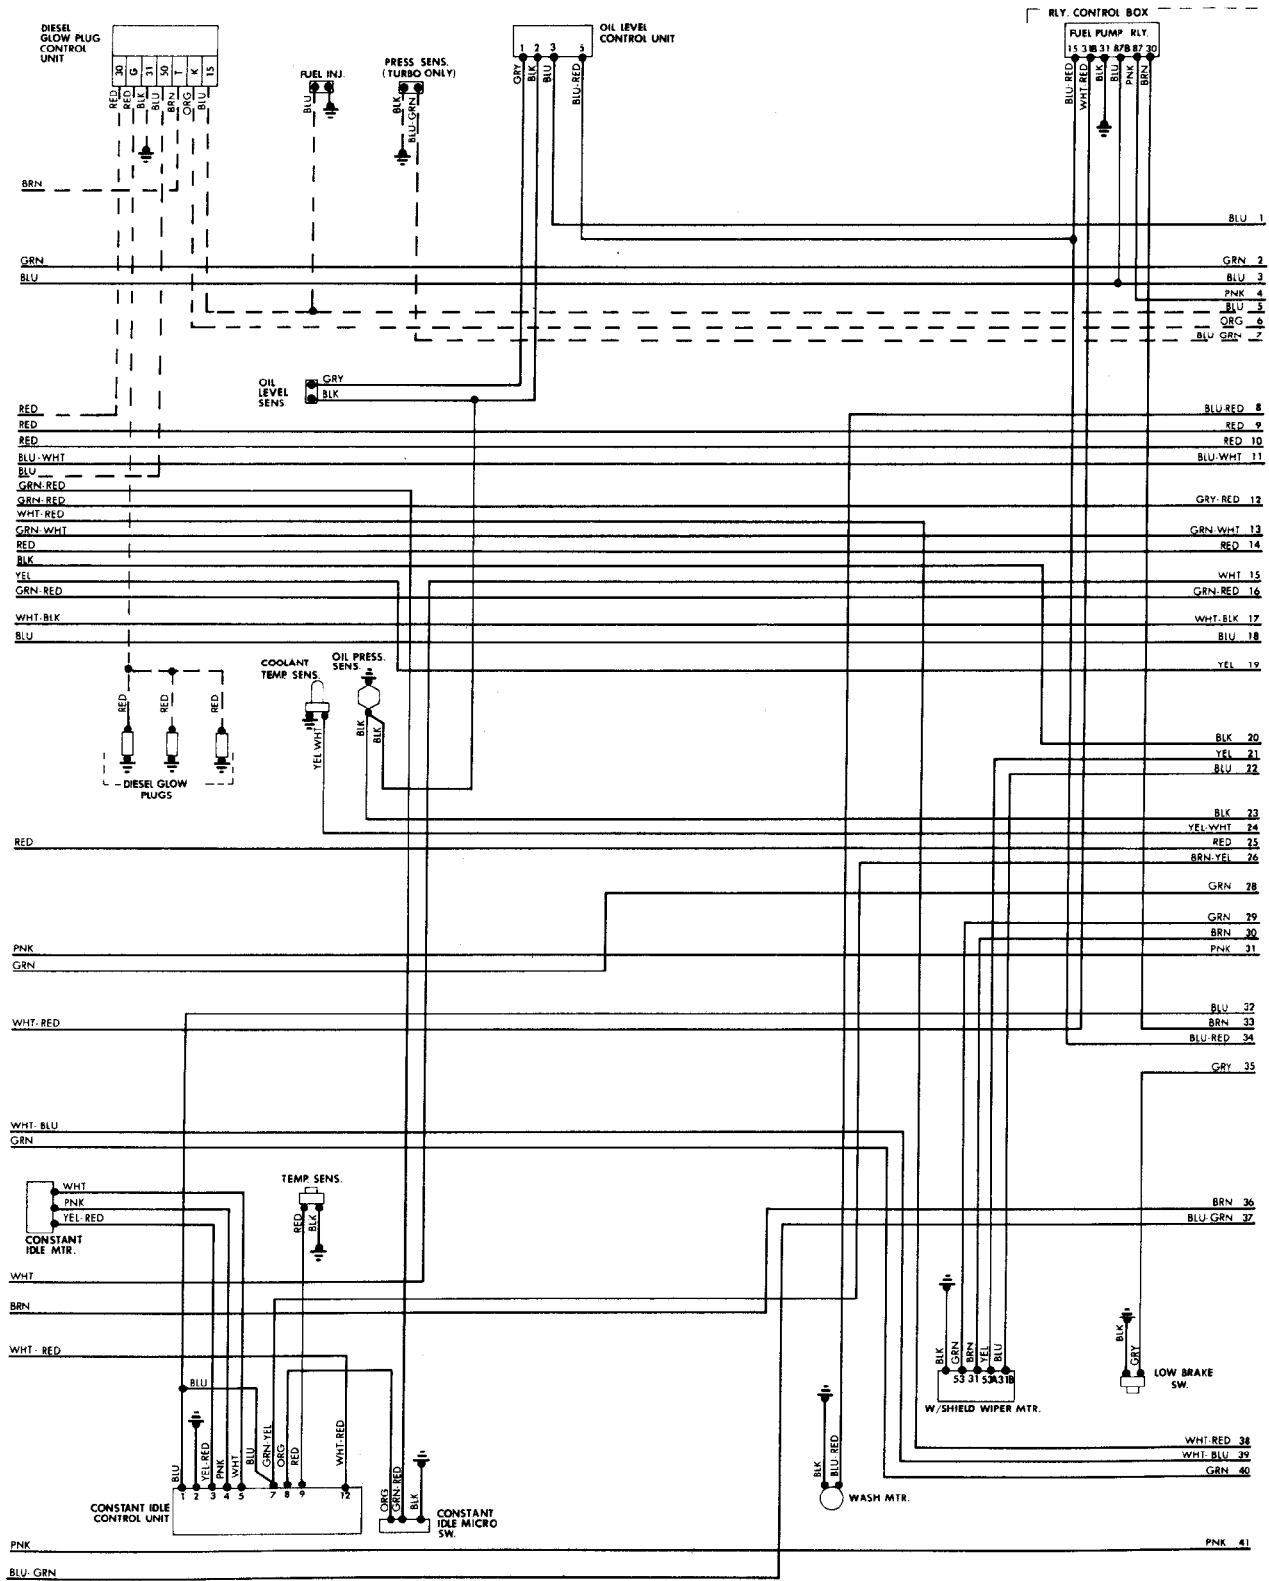 DIESEL
GLOW PLUG
CONTROL
UNIT
30 G 31 50 T K 15
RED RED BLK BLU BRN ORG BLU
FUEL INJ.
BLU
PRESS SENS.
(TURBO ONLY)
BLK
BLU-GRN
OIL LEVEL
CONTROL UNIT
1 2 3 5
GRY BLK BLU BLU-RED
RLY. CONTROL BOX
FUEL PUMP RLY.
15 31B 31 87B 87 30
BLU-RED WHT-RED BLK BLU PNK BRN
BRN
BLU 1
GRN
GRN 2
BLU
BLU 3
PNK 4
BLU 5
ORG 6
BLU GRN 7
OIL
LEVEL
SENS.
GRY
BLK
RED
BLU-RED 8
RED
RED 9
RED
RED 10
BLU-WHT
BLU-WHT 11
BLU
GRN-RED
GRN-RED
GRY-RED 12
WHT-RED
GRN-WHT
GRN-WHT 13
RED
RED 14
BLK
YEL
WHT 15
GRN-RED
GRN-RED 16
WHT-BLK
WHT-BLK 17
BLU
BLU 18
COOLANT
TEMP SENS.
OIL PRESS.
SENS.
YEL 19
RED RED RED
YEL-WHT
BLK BLK
DIESEL GLOW
PLUGS
BLK 20
YEL 21
BLU 22
BLK 23
YEL-WHT 24
RED
RED 25
BRN-YEL 26
GRN 28
GRN 29
BRN 30
PNK
PNK 31
GRN
BLU 32
WHT-RED
BRN 33
BLU-RED 34
GRY 35
WHT-BLU
GRN
WHT
PNK
YEL-RED
CONSTANT
IDLE MTR.
TEMP. SENS.
RED BLK
BRN 36
BLU-GRN 37
WHT
BRN
WHT-RED
BLU
BLU YEL-RED PNK WHT BLU GRN-YEL ORG RED WHT-RED
1 2 3 4 5 7 8 9 12
CONSTANT IDLE
CONTROL UNIT
ORG GRN-RED BLK
CONSTANT
IDLE MICRO
SW.
BLK BLU-RED
WASH MTR.
BLK GRN BRN YEL BLU
53 31 53A 31B
W/SHIELD WIPER MTR.
BLK GRY
LOW BRAKE
SW.
WHT-RED 38
WHT-BLU 39
GRN 40
PNK
PNK 41
BLU-GRN